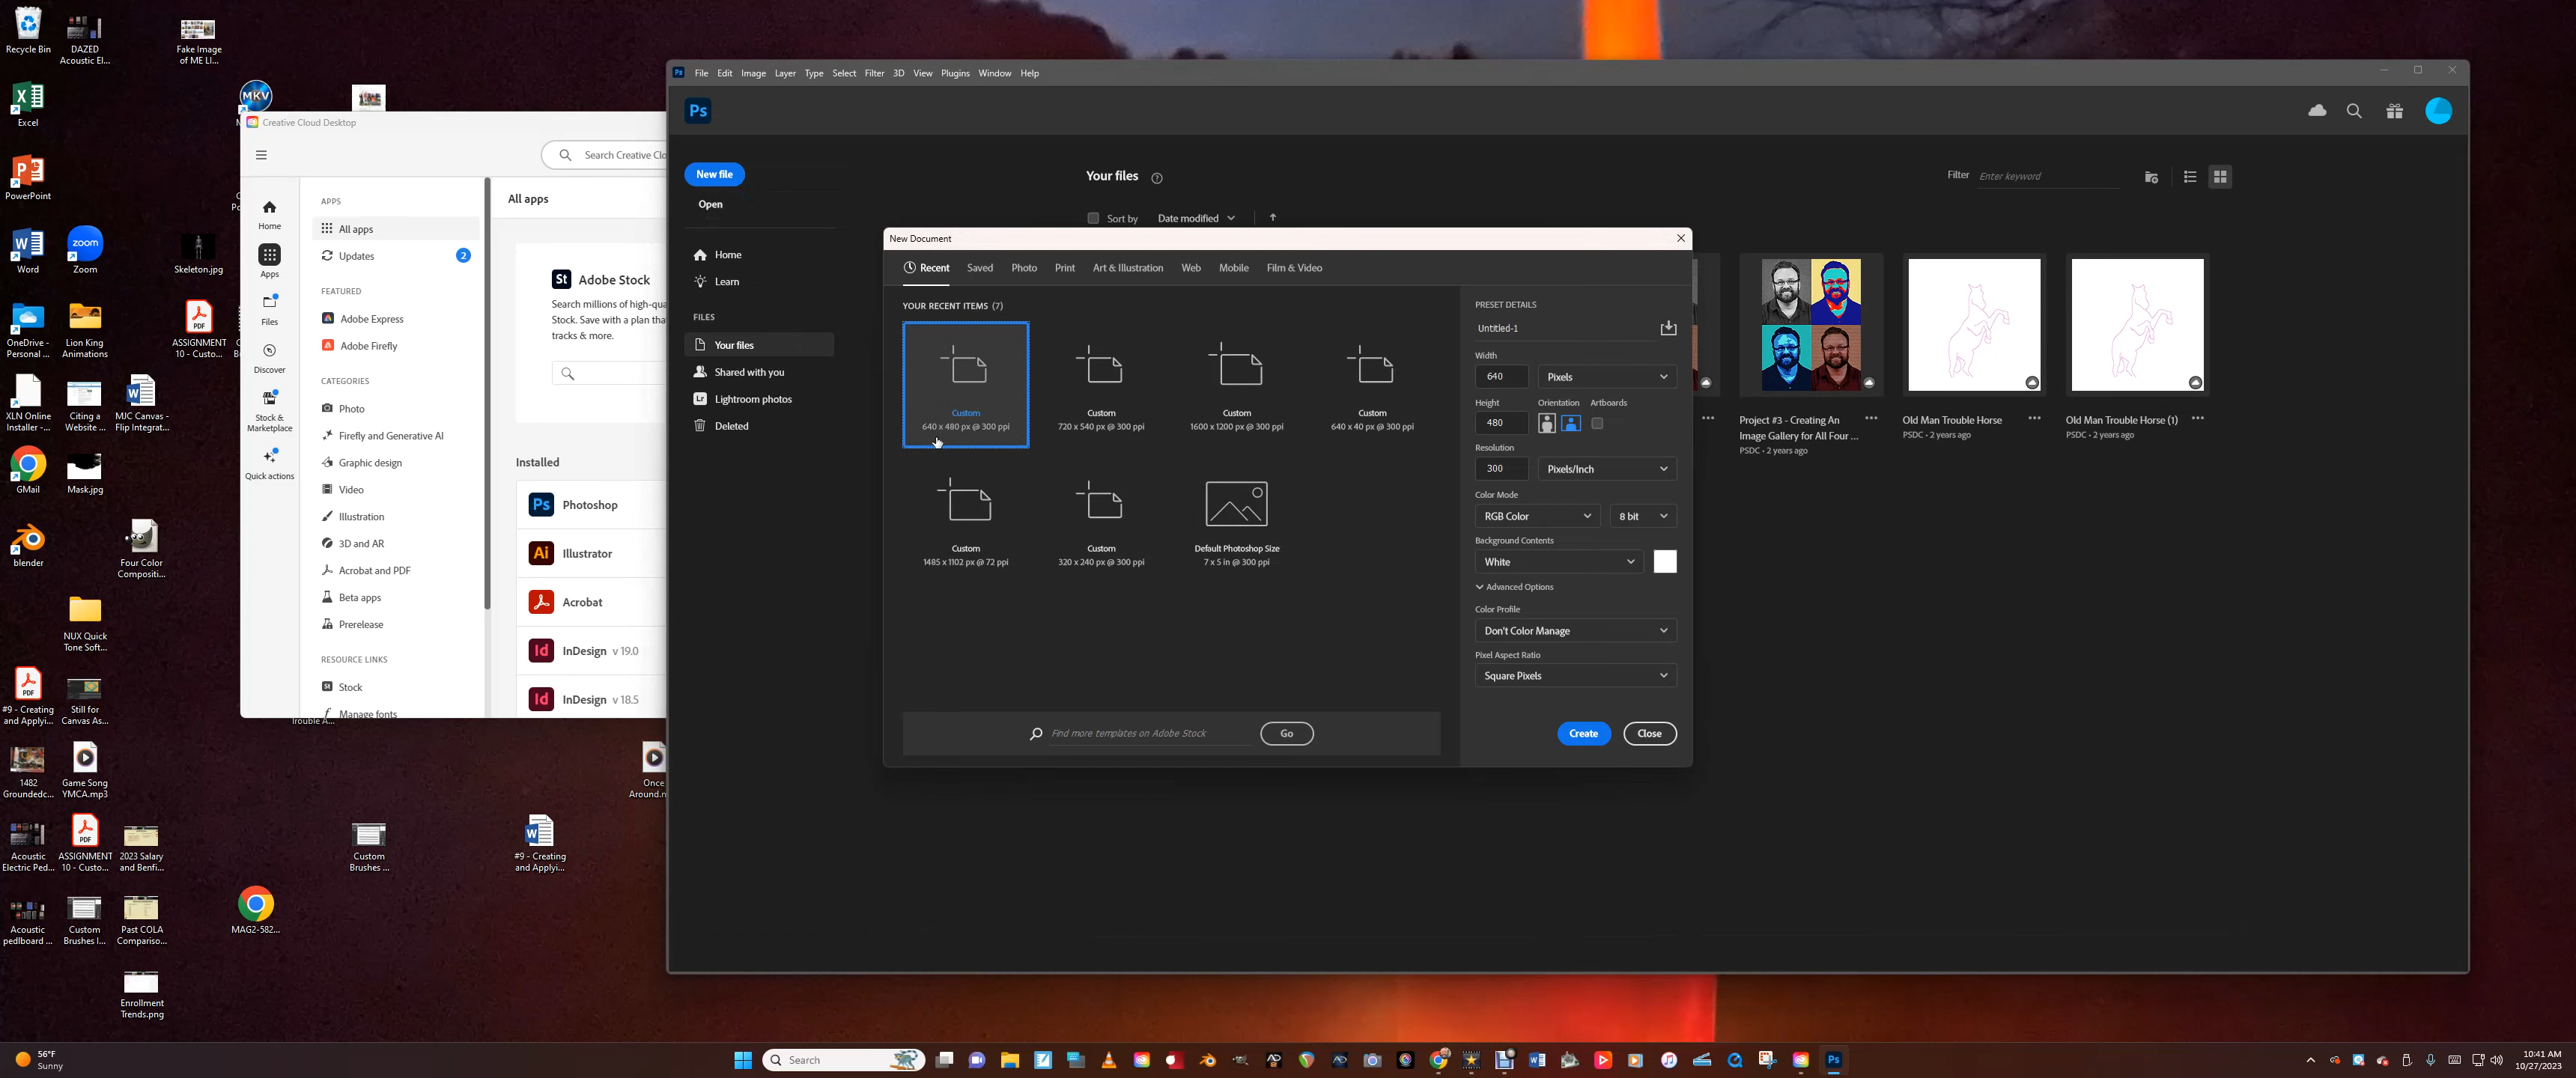 Recycle Bin
DAZED
Acoustic El...
Fake Image
of ME LI...
Excel
MKV
PowerPoint
Word
zoom
Zoom
Skeleton.jpg
OneDrive -
Personal ...
Lion King
Animations
PDF
ASSIGNMENT
10 - Custo...
XLN Online
Installer -...
Citing a
Website ...
MJC Canvas -
Flip Integrat...
GMail
Mask.jpg
blender
Four Color
Compositi...
NUX Quick
Tone Soft...
#9 - Creating
and Applyi...
Still for
Canvas As...
1482
Groundedc...
Game Song
YMCA.mp3
Acoustic
Electric Ped...
PDF
ASSIGNMENT
10 - Custo...
2023 Salary
and Benfi...
Custom
Brushes ...
#9 - Creating
and Applyi...
Once
Around.m
Acoustic
pedlboard ...
Custom
Brushes I...
Past COLA
Compariso...
MAG2-582...
Enrollment
Trends.png
Creative Cloud Desktop
Search Creative Clo
Home
Apps
Files
Discover
Stock &
Marketplace
Quick actions
APPS
All apps
Updates
2
FEATURED
Adobe Express
Adobe Firefly
CATEGORIES
Photo
Firefly and Generative AI
Graphic design
Video
Illustration
3D and AR
Acrobat and PDF
Beta apps
Prerelease
RESOURCE LINKS
Stock
Manage fonts
All apps
St Adobe Stock
Search millions of high-qua
Stock. Save with a plan tha
tracks & more.
Installed
Ps Photoshop
Ai Illustrator
Acrobat
Id InDesign v 19.0
Id InDesign v 18.5
Ps File Edit Image Layer Type Select Filter 3D View Plugins Window Help
Ps
New file
Open
Home
Learn
FILES
Your files
Shared with you
Lr Lightroom photos
Deleted
Your files
Filter Enter keyword
Sort by Date modified
New Document
Recent Saved Photo Print Art & Illustration Web Mobile Film & Video
YOUR RECENT ITEMS (7)
Custom
640 x 480 px @ 300 ppi
Custom
720 x 540 px @ 300 ppi
Custom
1600 x 1200 px @ 300 ppi
Custom
640 x 40 px @ 300 ppi
Custom
1485 x 1102 px @ 72 ppi
Custom
320 x 240 px @ 300 ppi
Default Photoshop Size
7 x 5 in @ 300 ppi
Find more templates on Adobe Stock
Go
PRESET DETAILS
Untitled-1
Width
640 Pixels
Height Orientation Artboards
480
Resolution
300 Pixels/Inch
Color Mode
RGB Color 8 bit
Background Contents
White
Advanced Options
Color Profile
Don't Color Manage
Pixel Aspect Ratio
Square Pixels
Create Close
Project #3 - Creating An
Image Gallery for All Four ...
PSDC • 2 years ago
Old Man Trouble Horse
PSDC • 2 years ago
Old Man Trouble Horse (1)
PSDC • 2 years ago
56°F
Sunny
Search
Ps
10:41 AM
10/27/2023